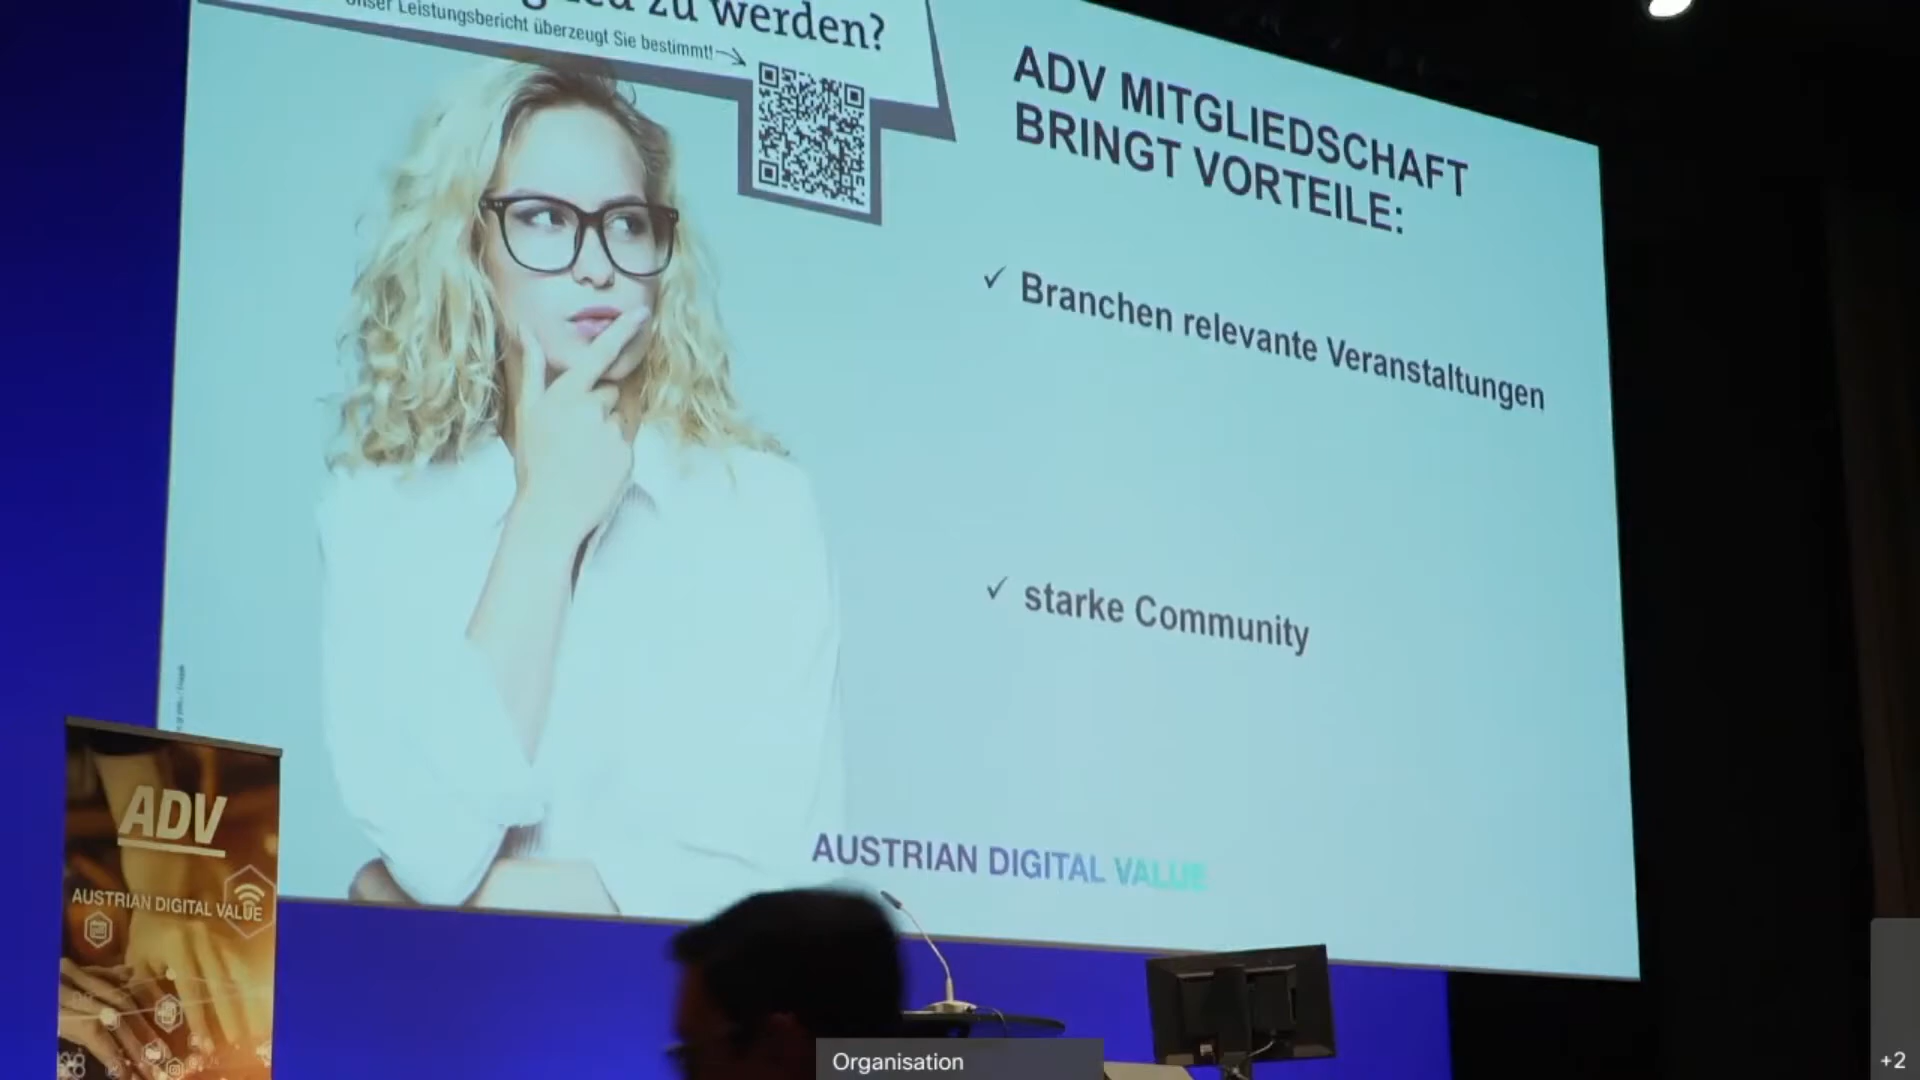 zu werden?
Unser Leistungsbericht überzeugt Sie bestimmt!
ADV MITGLIEDSCHAFT
BRINGT VORTEILE:
✓ Branchen relevante Veranstaltungen
✓ starke Community
AUSTRIAN DIGITAL VALUE
ADV
AUSTRIAN DIGITAL VALUE
Organisation
+2